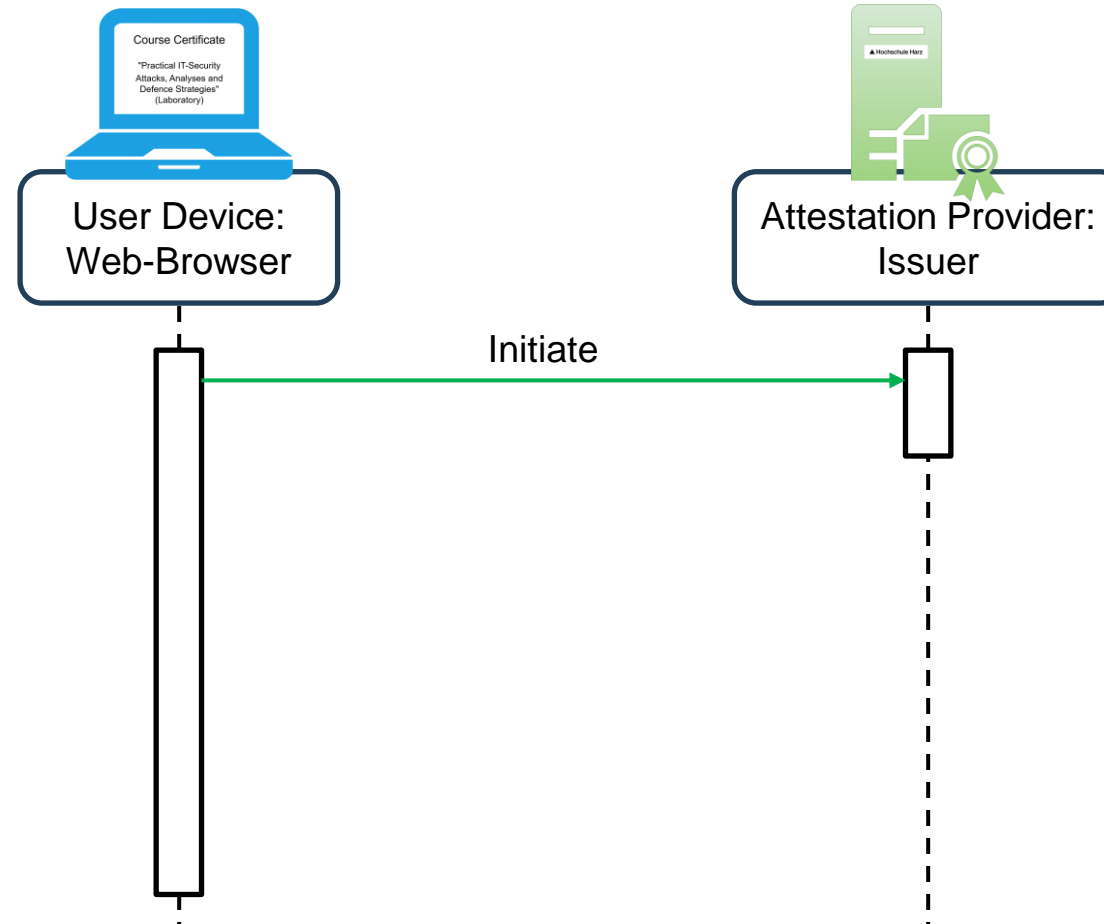 Course Certificate
"Practical IT-Security
Attacks, Analyses and
Defence Strategies"
(Laboratory)
Hochschule Harz
User Device:
Web-Browser
Attestation Provider:
Issuer
Initiate